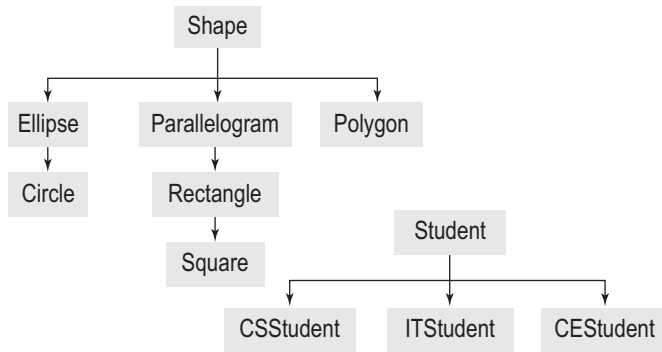 Shape
Ellipse
Parallelogram
Polygon
Circle
Rectangle
Square
Student
CSStudent
ITStudent
CEStudent